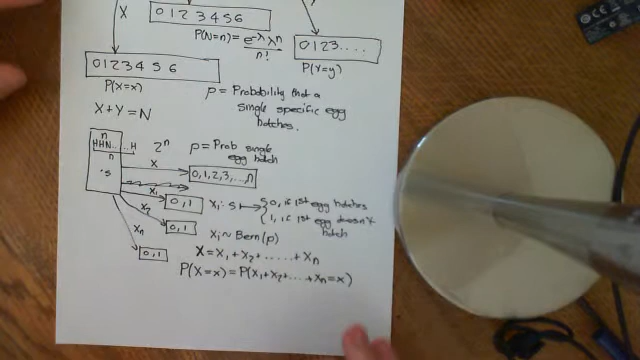 X
0 1 2 3 4 5 6
P(N=n) = e^-λ λ^n / n!
0 1 2 3 . . . .
P(Y=y)
0 1 2 3 4 5 6
P(X=x)
p = Probability that a
single specific egg
hatches.
X+Y=N
n
HHN.....H
n
.s
2^n
p = Prob single
egg hatch
X
0,1,2,3,...,n
X1
0,1
Xi: S → { 0, if 1st egg hatches
1, if 1st egg doesn't
hatch
X2
0,1
Xi ~ Bern(p)
Xn
0,1
X = X1 + X2 + ...... + Xn
P(X=x) = P(X1+X2+.....+Xn=x)